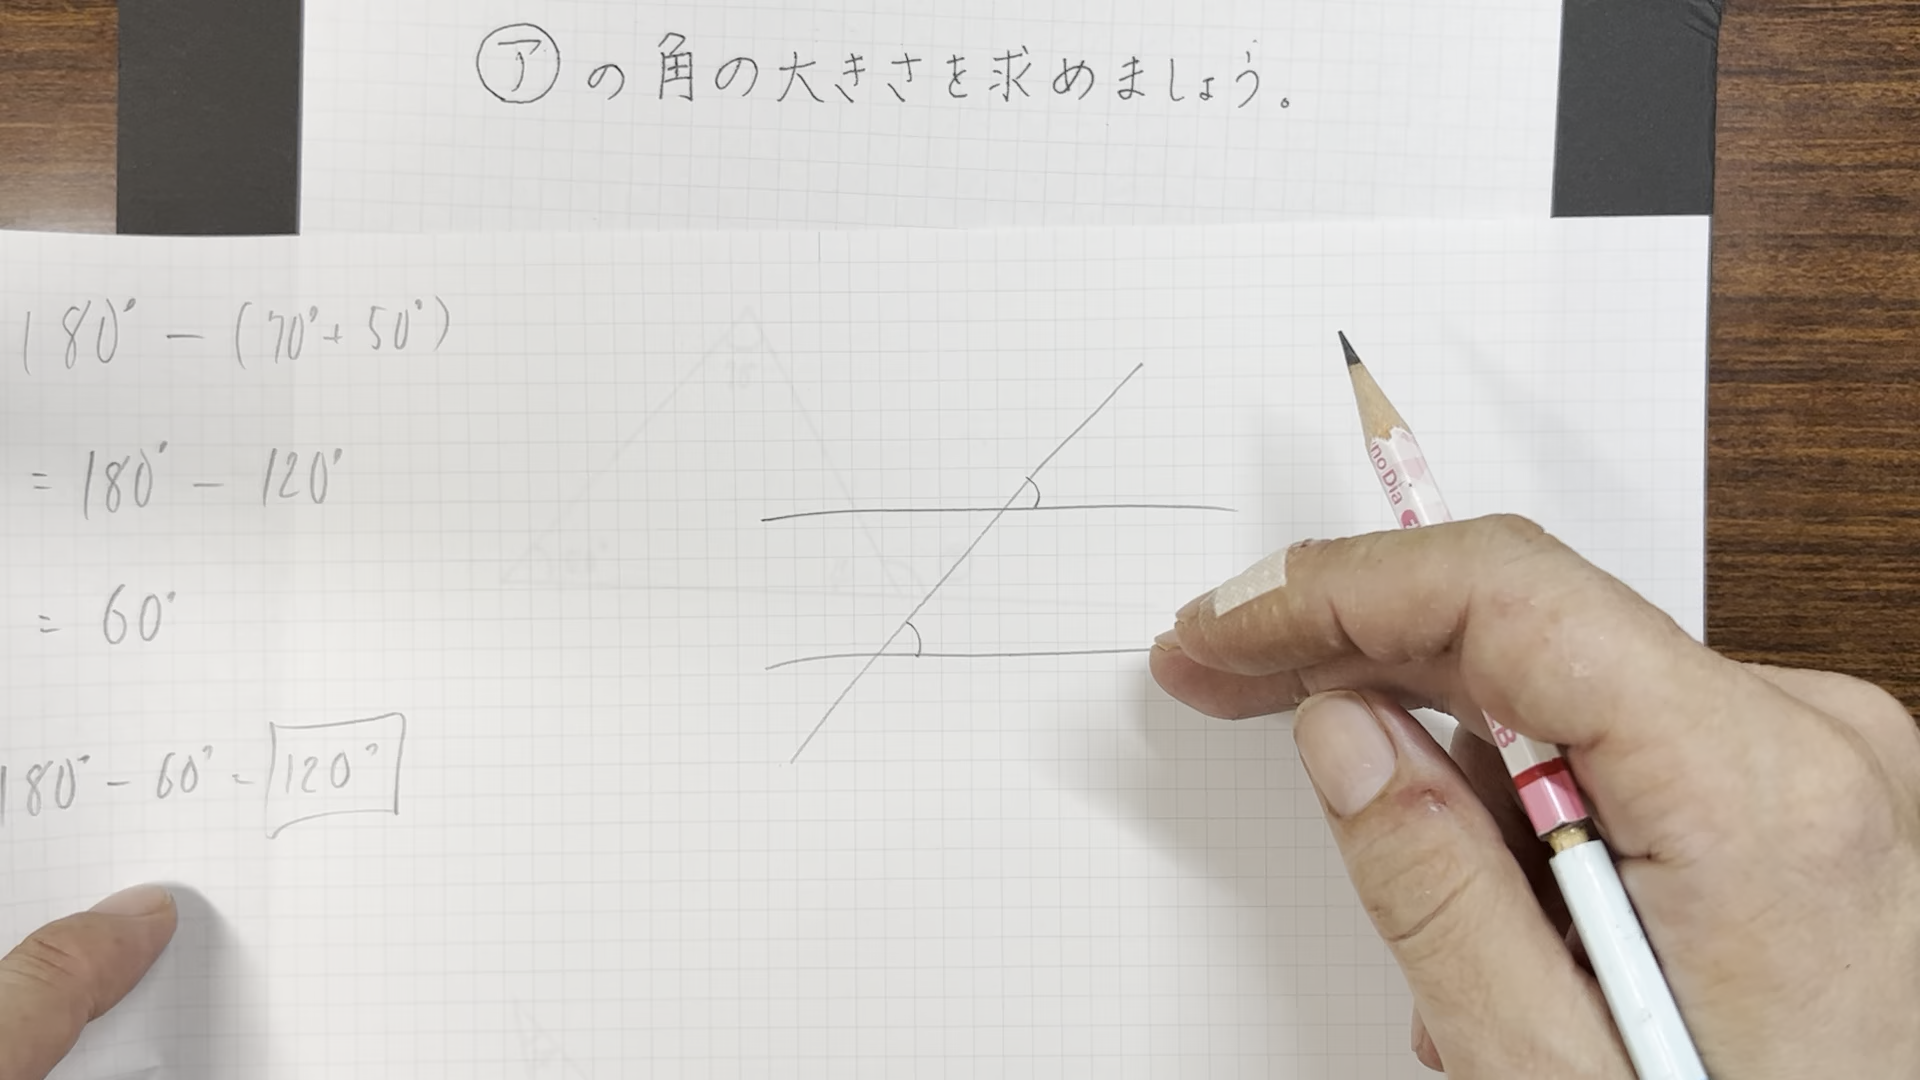 アの角の大きさを求めましょう。
180° - (70° + 50°)
= 180° - 120°
= 60°
180° - 60° = 120°
noDia